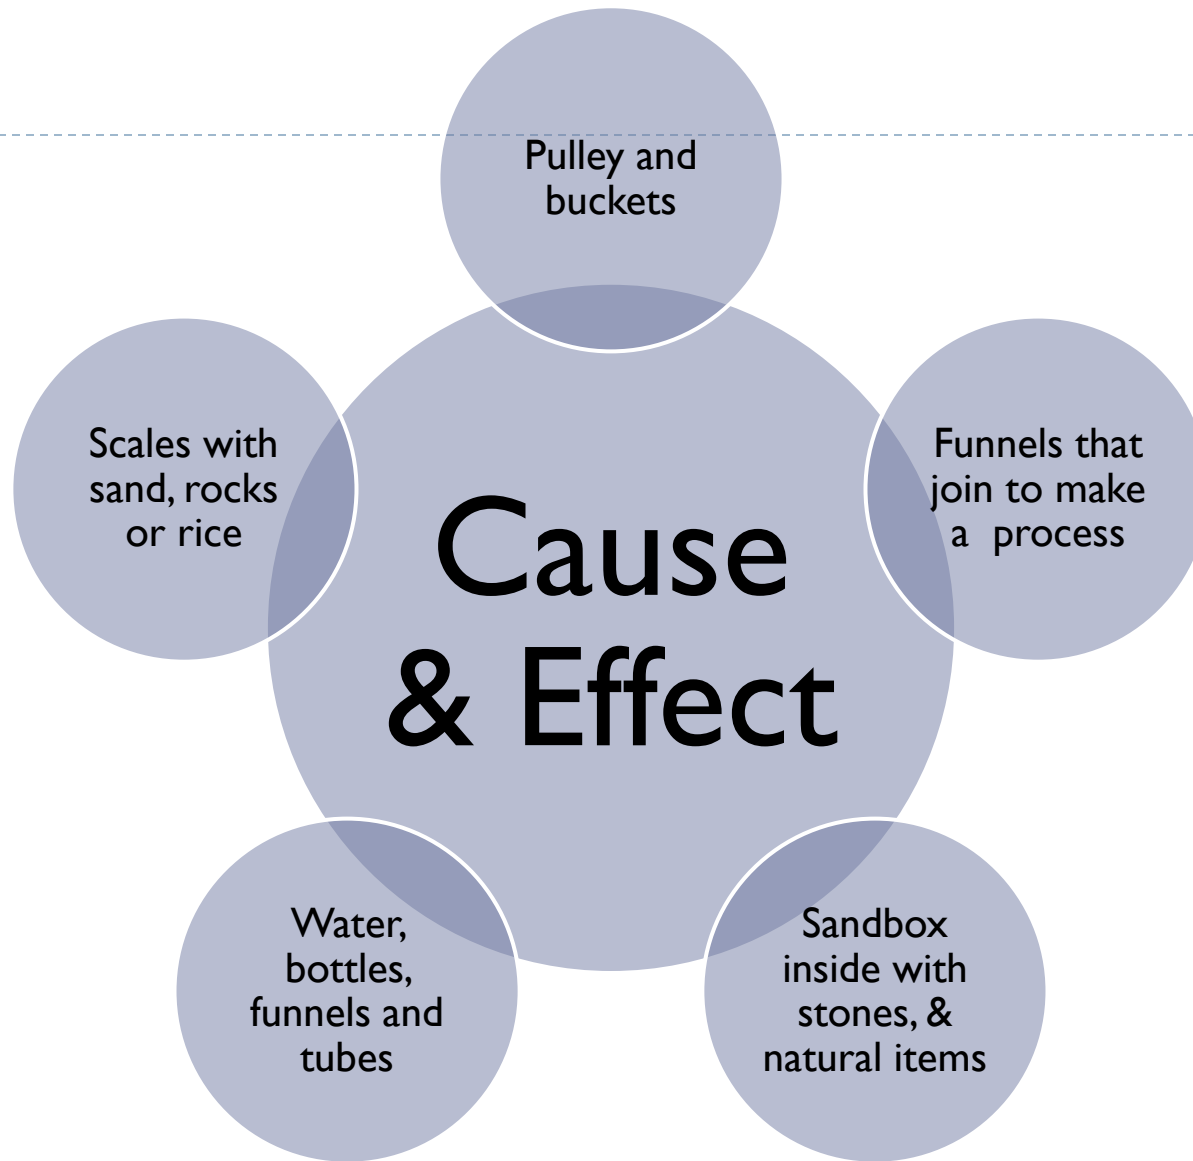 Pulley and
buckets
Scales with
sand, rocks
or rice
Funnels that
join to make
a process
Cause
& Effect
Water,
bottles,
funnels and
tubes
Sandbox
inside with
stones, &
natural items